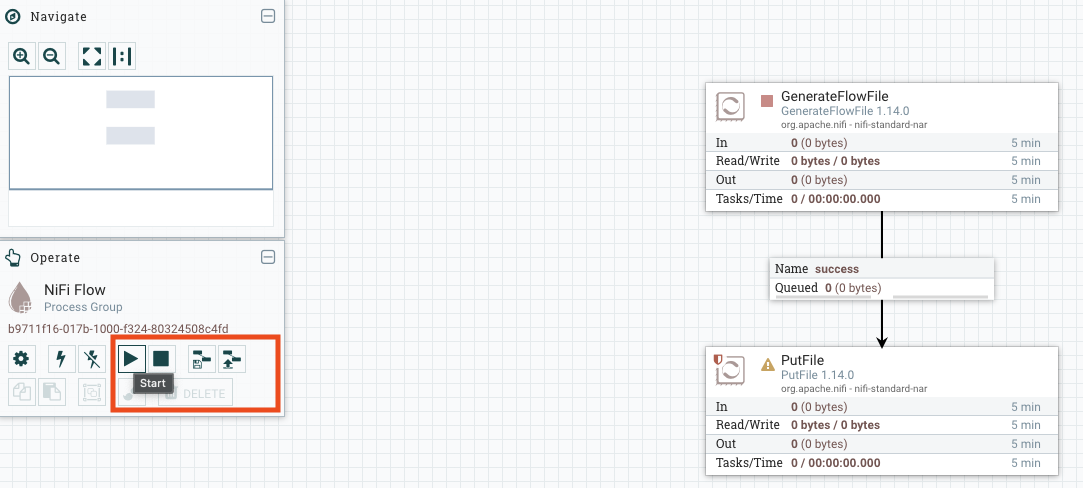 Navigate
Operate
NiFi Flow
Process Group
b9711f16-017b-1000-f324-80324508c4fd
Start
DELETE
GenerateFlowFile
GenerateFlowFile 1.14.0
org.apache.nifi - nifi-standard-nar
In 0 (0 bytes) 5 min
Read/Write 0 bytes / 0 bytes 5 min
Out 0 (0 bytes) 5 min
Tasks/Time 0 / 00:00:00.000 5 min
Name success
Queued 0 (0 bytes)
PutFile
PutFile 1.14.0
org.apache.nifi - nifi-standard-nar
In 0 (0 bytes) 5 min
Read/Write 0 bytes / 0 bytes 5 min
Out 0 (0 bytes) 5 min
Tasks/Time 0 / 00:00:00.000 5 min